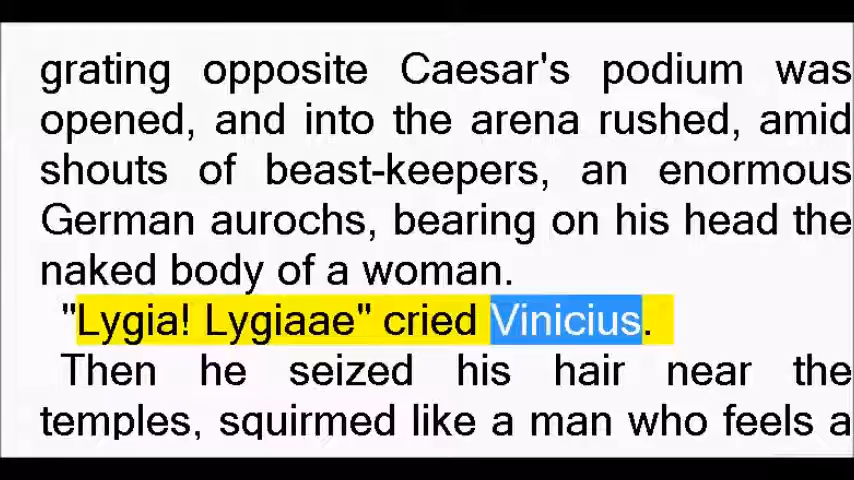 grating opposite Caesar's podium was
opened, and into the arena rushed, amid
shouts of beast-keepers, an enormous
German aurochs, bearing on his head the
naked body of a woman.
"Lygia! Lygiaae" cried Vinicius.
Then he seized his hair near the
temples, squirmed like a man who feels a